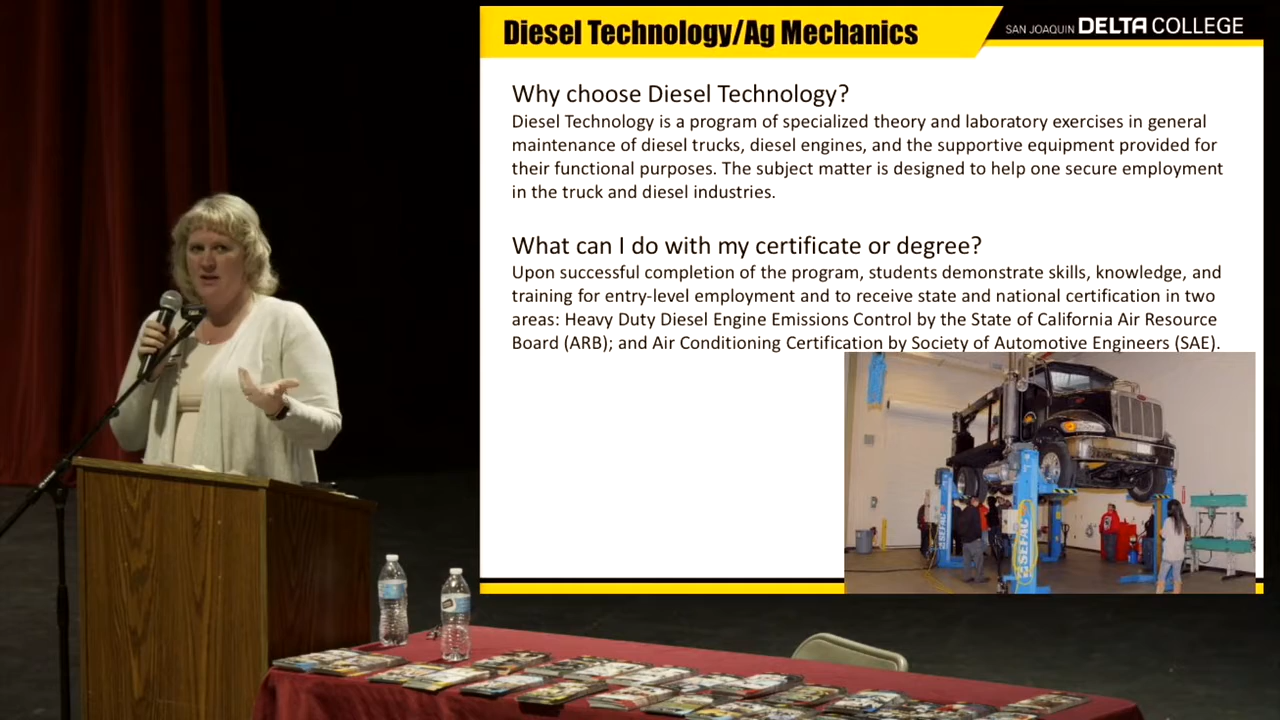 Diesel Technology/Ag Mechanics
SAN JOAQUIN DELTA COLLEGE
Why choose Diesel Technology?
Diesel Technology is a program of specialized theory and laboratory exercises in general
maintenance of diesel trucks, diesel engines, and the supportive equipment provided for
their functional purposes. The subject matter is designed to help one secure employment
in the truck and diesel industries.
What can I do with my certificate or degree?
Upon successful completion of the program, students demonstrate skills, knowledge, and
training for entry-level employment and to receive state and national certification in two
areas: Heavy Duty Diesel Engine Emissions Control by the State of California Air Resource
Board (ARB); and Air Conditioning Certification by Society of Automotive Engineers (SAE).
SEFAC
SEFAC